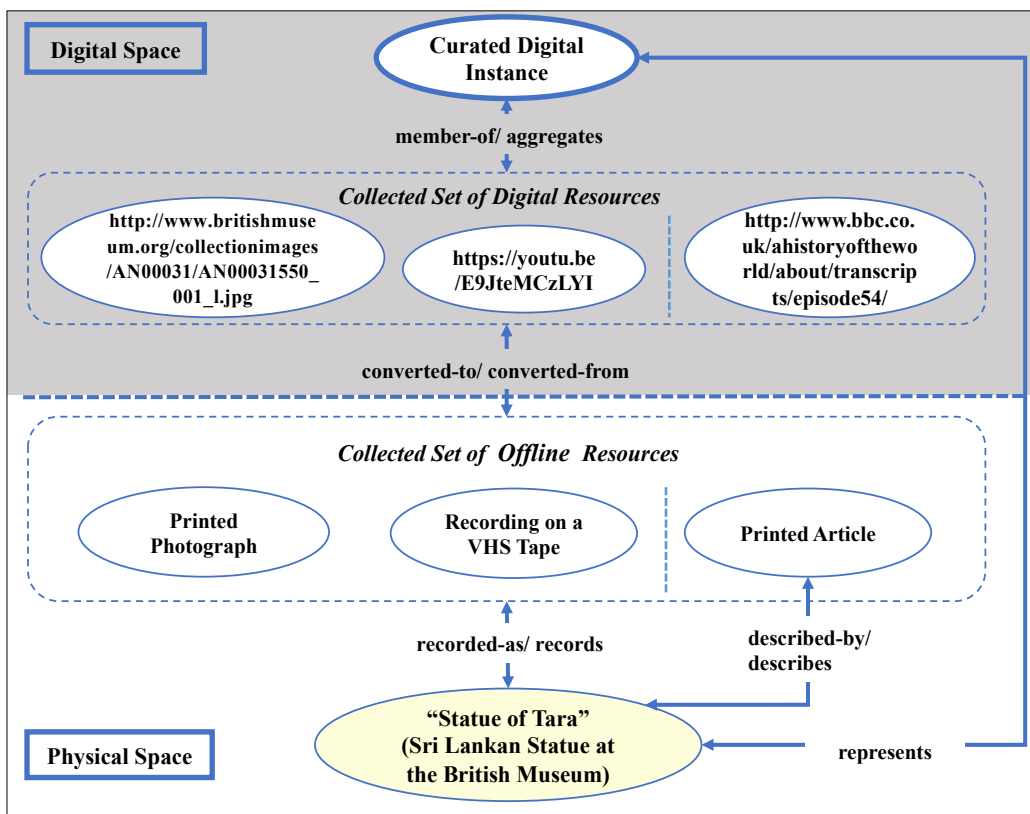 Digital Space
Curated Digital
Instance
member-of/ aggregates
Collected Set of Digital Resources
http://www.britishmuse
um.org/collectionimages
/AN00031/AN00031550_
001_l.jpg
https://youtu.be
/E9JteMCzLYI
http://www.bbc.co.
uk/ahistoryofthewo
rld/about/transcrip
ts/episode54/
converted-to/ converted-from
Collected Set of Offline Resources
Printed
Photograph
Recording on a
VHS Tape
Printed Article
recorded-as/ records
described-by/
describes
“Statue of Tara”
(Sri Lankan Statue at
the British Museum)
Physical Space
represents